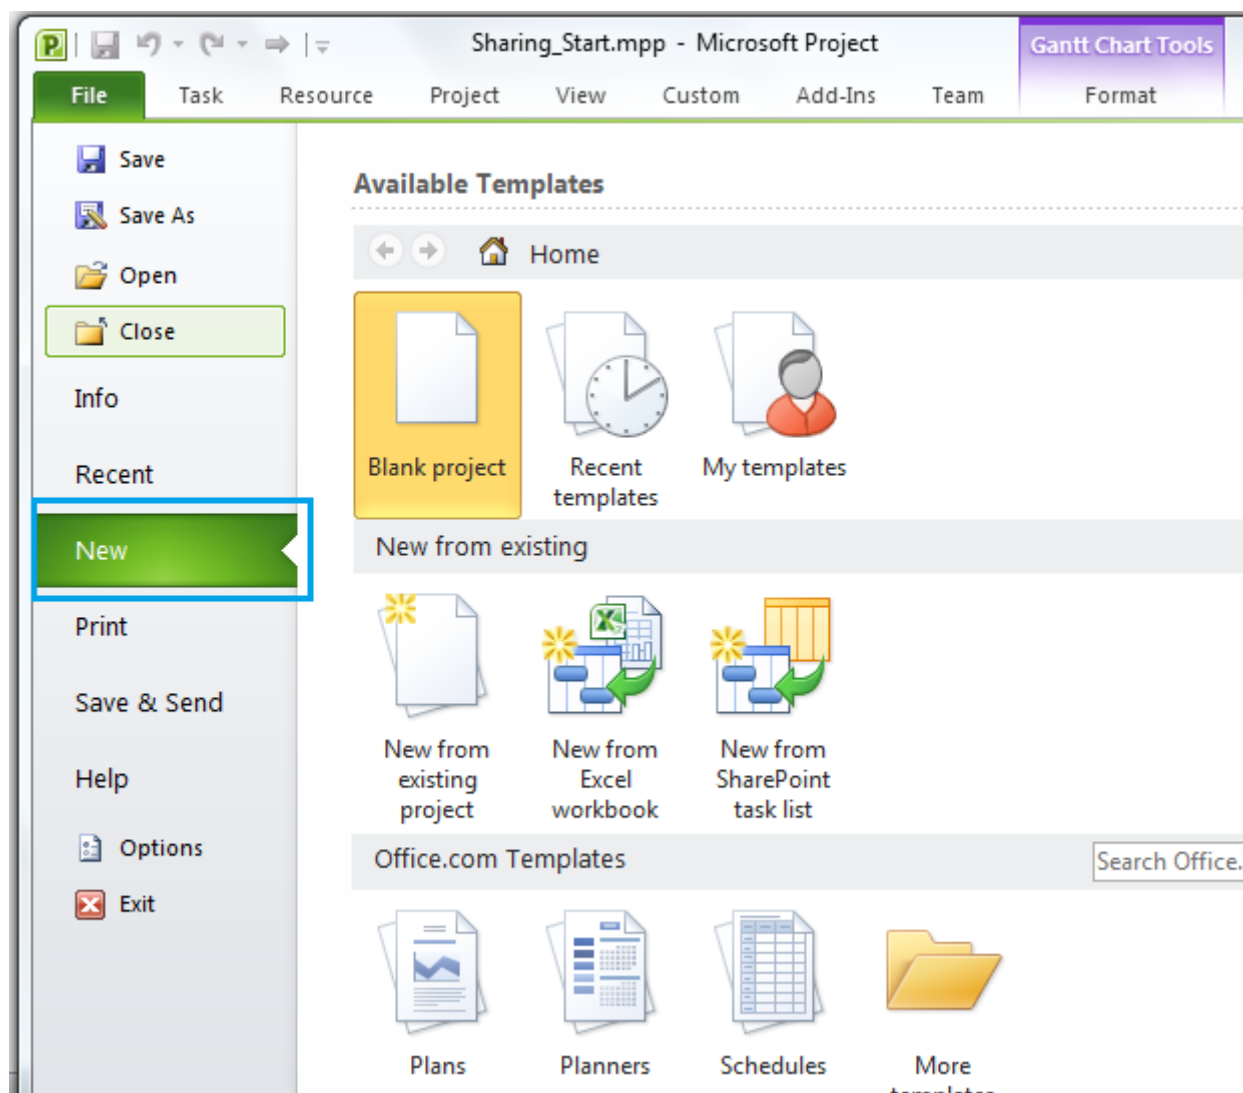 Sharing_Start.mpp - Microsoft Project
Gantt Chart Tools
File Task Resource Project View Custom Add-Ins Team Format
Save
Save As
Open
Close
Info
Recent
New
Print
Save & Send
Help
Options
Exit
Available Templates
Home
Blank project
Recent
templates
My templates
New from existing
New from
existing
project
New from
Excel
workbook
New from
SharePoint
task list
Office.com Templates
Search Office.
Plans
Planners
Schedules
More
templates